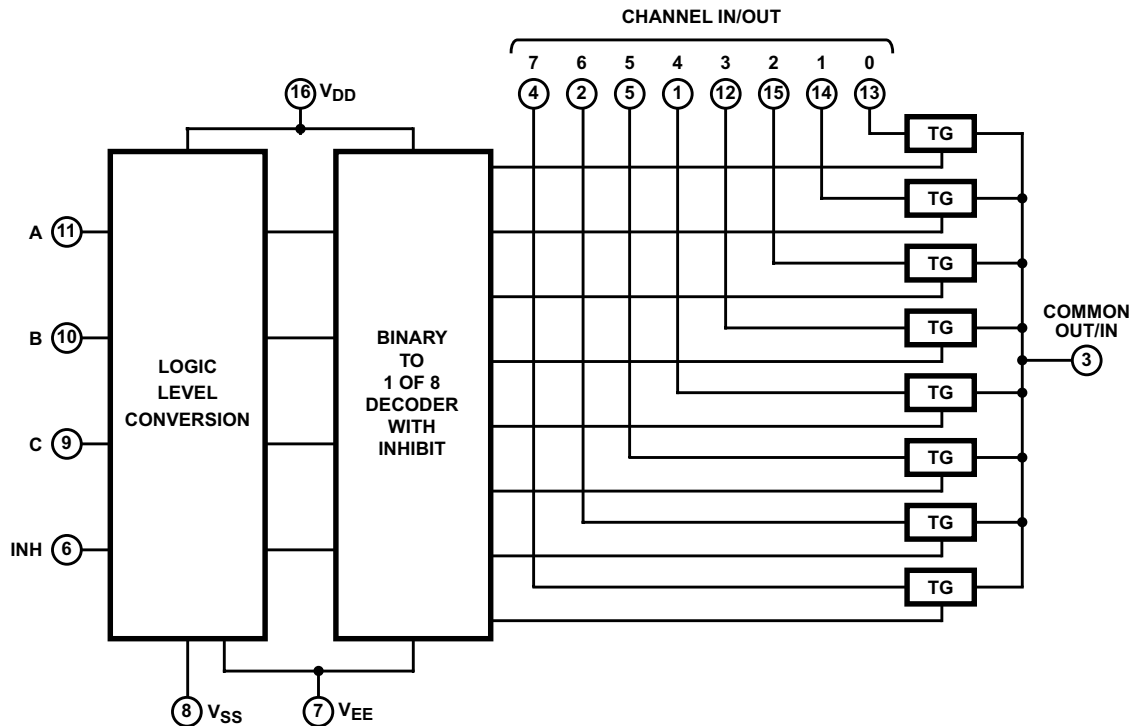 CHANNEL IN/OUT
7 6 5 4 3 2 1 0
4 2 5 1 12 15 14 13
16 VDD
TG
TG
TG
TG
TG
TG
TG
TG
A 11
B 10
C 9
INH 6
LOGIC
LEVEL
CONVERSION
BINARY
TO
1 OF 8
DECODER
WITH
INHIBIT
COMMON
OUT/IN
3
8 VSS
7 VEE